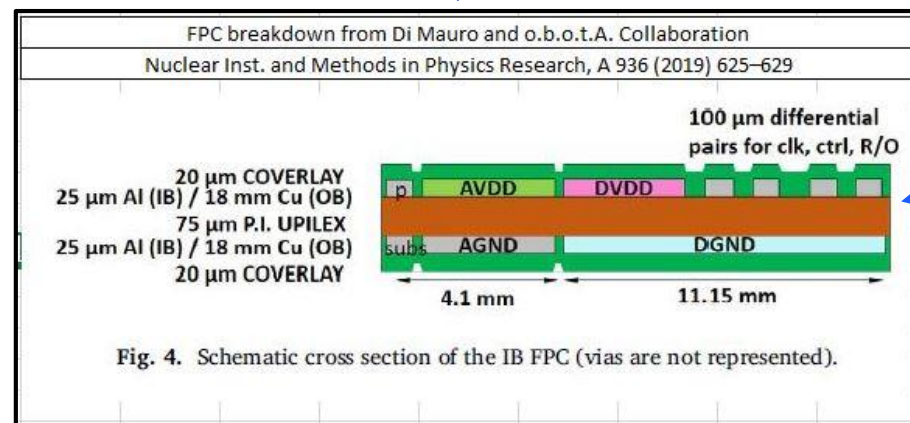 FPC breakdown from Di Mauro and o.b.o.t.A. Collaboration
Nuclear Inst. and Methods in Physics Research, A 936 (2019) 625–629
100 µm differential
pairs for clk, ctrl, R/O
20 µm COVERLAY
25 µm Al (IB) / 18 mm Cu (OB)
75 µm P.I. UPILEX
25 µm Al (IB) / 18 mm Cu (OB)
20 µm COVERLAY
p
AVDD
DVDD
subs
AGND
DGND
4.1 mm
11.15 mm
Fig. 4. Schematic cross section of the IB FPC (vias are not represented).